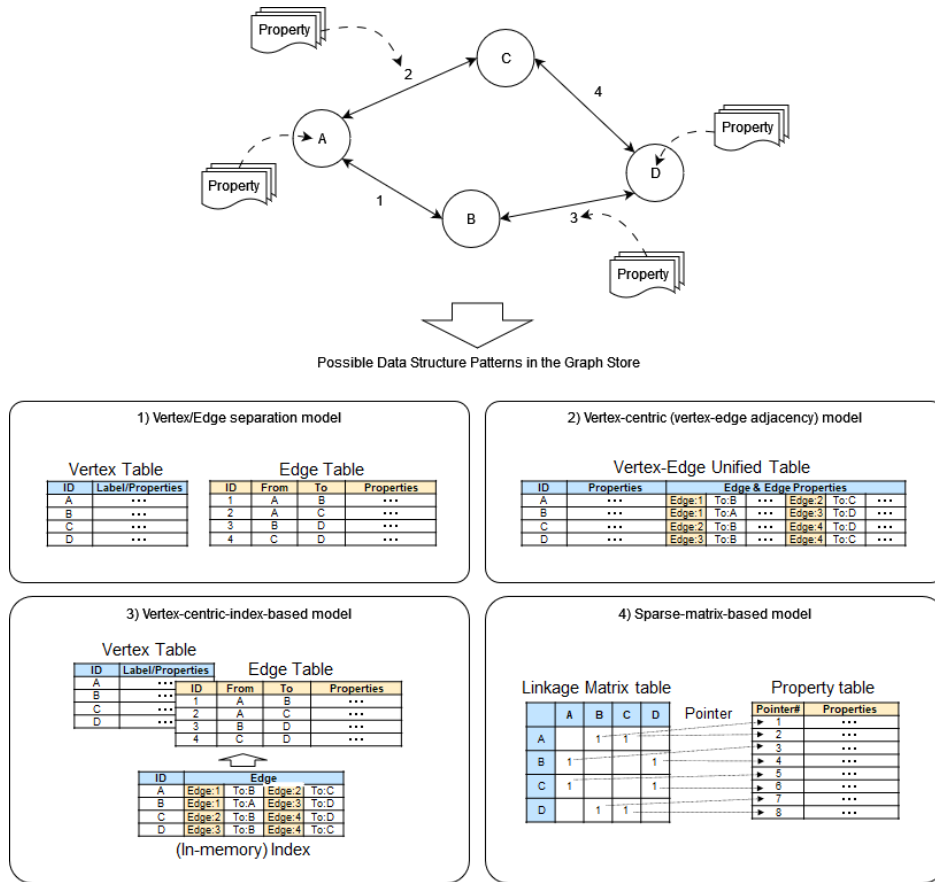 Property
C
2
4
Property
A
D
Property
1
B
3
Property
Possible Data Structure Patterns in the Graph Store
1) Vertex/Edge separation model
Vertex Table
ID Label/Properties
A ...
B ...
C ...
D ...
Edge Table
ID From To Properties
1 A B ...
2 A C ...
3 B D ...
4 C D ...
2) Vertex-centric (vertex-edge adjacency) model
Vertex-Edge Unified Table
ID Properties Edge & Edge Properties
A ... Edge:1 To:B ... Edge:2 To:C ...
B ... Edge:1 To:A ... Edge:3 To:D ...
C ... Edge:2 To:B ... Edge:4 To:D ...
D ... Edge:3 To:B ... Edge:4 To:C ...
3) Vertex-centric-index-based model
Vertex Table
ID Label/Properties
A ...
B ...
C ...
D ...
Edge Table
ID From To Properties
1 A B ...
2 A C ...
3 B D ...
4 C D ...
ID Edge
A Edge:1 To:B Edge:2 To:C
B Edge:1 To:A Edge:3 To:D
C Edge:2 To:B Edge:4 To:D
D Edge:3 To:B Edge:4 To:C
(In-memory) Index
4) Sparse-matrix-based model
Linkage Matrix table
A B C D
A 1 1
B 1 1
C 1 1
D 1 1
Pointer
Property table
Pointer# Properties
1 ...
2 ...
3 ...
4 ...
5 ...
6 ...
7 ...
8 ...